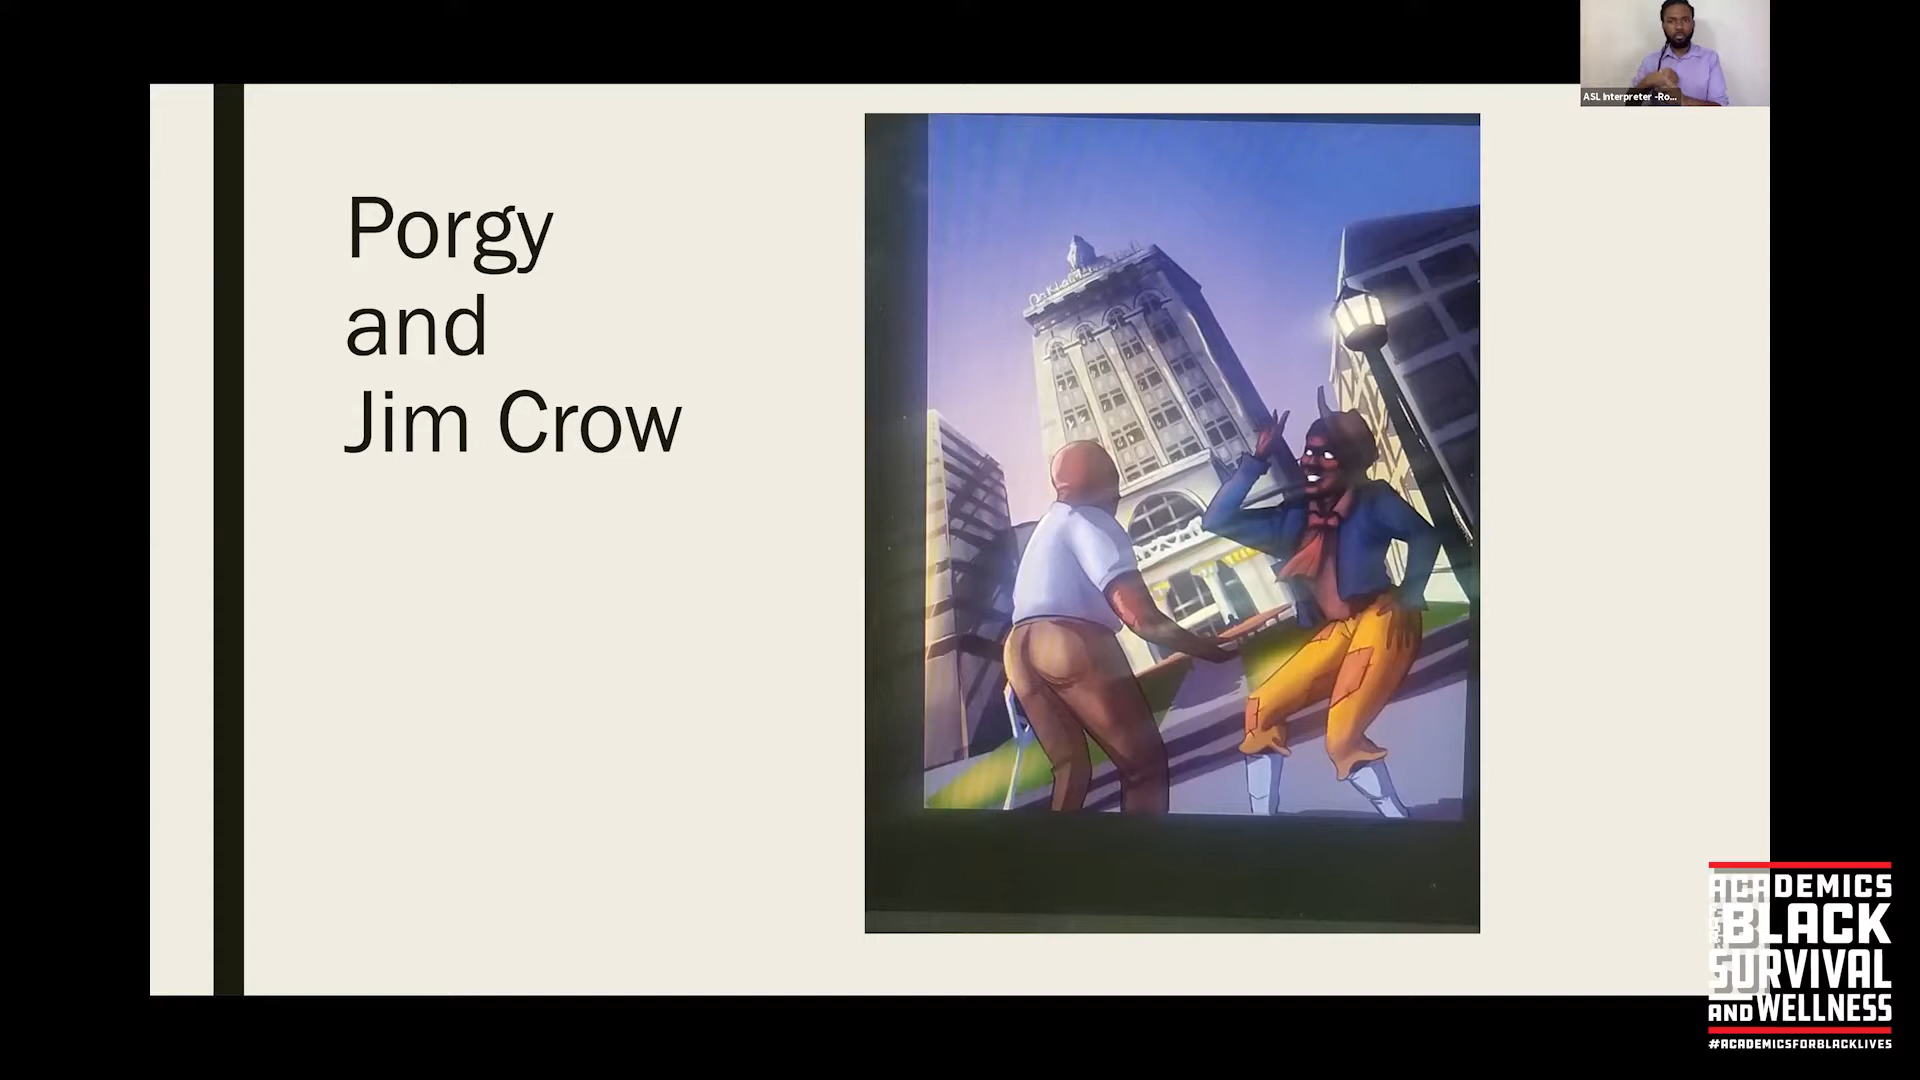 ASL Interpreter -Ro...
Porgy
and
Jim Crow
ACADEMICS
BLACK
SURVIVAL
AND WELLNESS
#ACADEMICSFORBLACKLIVES